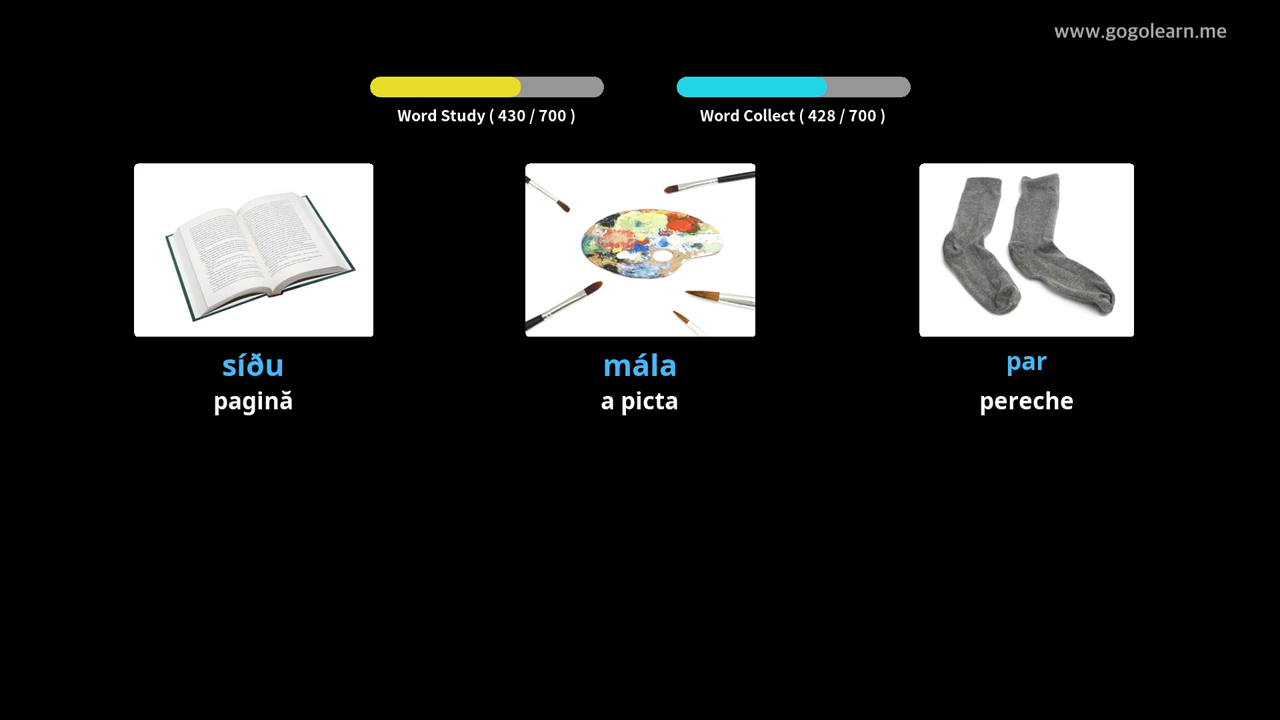 www.gogolearn.me
Word Study ( 430 / 700 )
Word Collect ( 428 / 700 )
síðu
mála
par
pagină
a picta
pereche